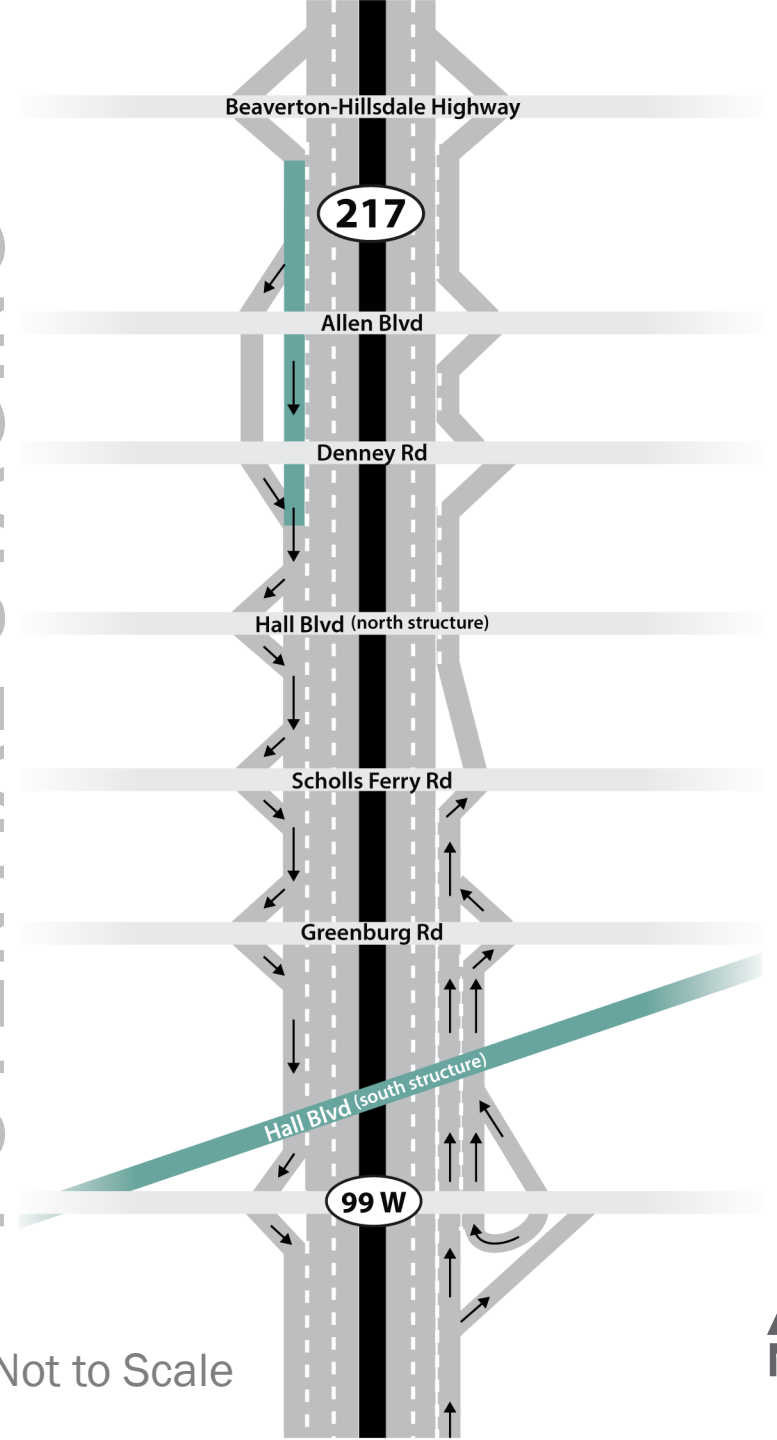 Beaverton-Hillsdale Highway
217
Allen Blvd
Denney Rd
Hall Blvd (north structure)
Scholls Ferry Rd
Greenburg Rd
Hall Blvd (south structure)
99 W
Not to Scale